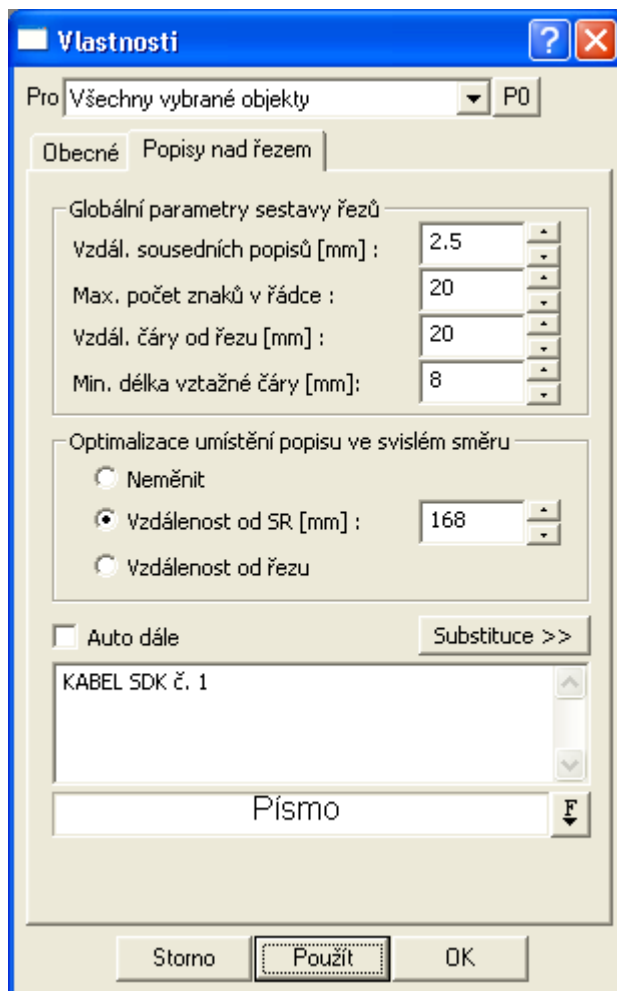 Vlastnosti
Pro Všechny vybrané objekty P0
Obecné Popisy nad řezem
Globální parametry sestavy řezů
Vzdál. sousedních popisů [mm] : 2.5
Max. počet znaků v řádce : 20
Vzdál. čáry od řezu [mm] : 20
Min. délka vztažné čáry [mm]: 8
Optimalizace umístění popisu ve svislém směru
Neměnit
Vzdálenost od SR [mm] : 168
Vzdálenost od řezu
Auto dále Substituce >>
KABEL SDK č. 1
Písmo F
Storno Použít OK